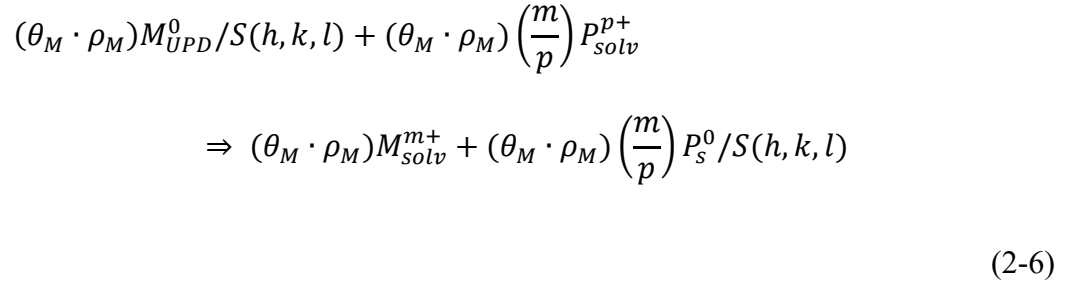 (θ_M · ρ_M)M^0_{UPD}/S(h, k, l) + (θ_M · ρ_M)(m/p)P^{p+}_{solv}
⇒ (θ_M · ρ_M)M^{m+}_{solv} + (θ_M · ρ_M)(m/p)P^0_s/S(h, k, l)
(2-6)